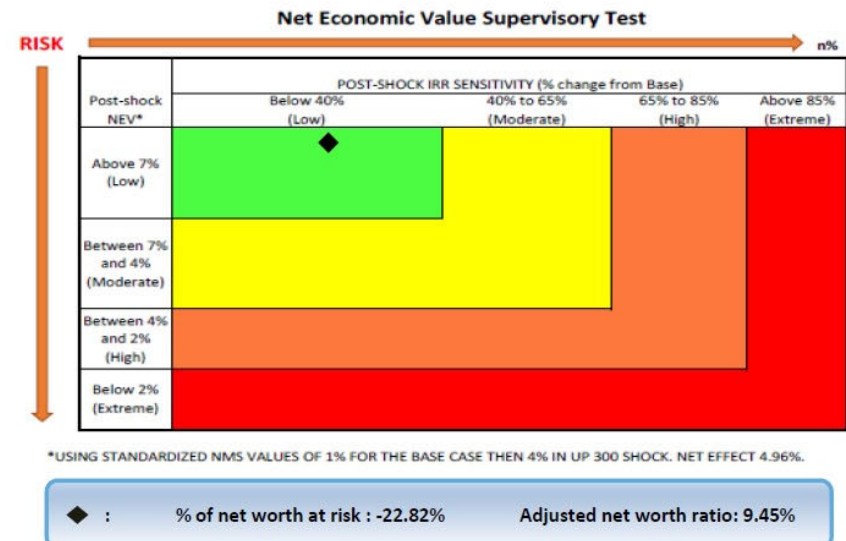 Net Economic Value Supervisory Test
RISK
n%
Post-shock NEV*
POST-SHOCK IRR SENSITIVITY (% change from Base)
Below 40% (Low)
40% to 65% (Moderate)
65% to 85% (High)
Above 85% (Extreme)
Above 7% (Low)
Between 7% and 4% (Moderate)
Between 4% and 2% (High)
Below 2% (Extreme)
*USING STANDARDIZED NMS VALUES OF 1% FOR THE BASE CASE THEN 4% IN UP 300 SHOCK. NET EFFECT 4.96%.
: % of net worth at risk : -22.82% Adjusted net worth ratio: 9.45%